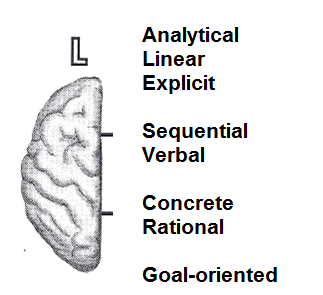 L
Analytical
Linear
Explicit
Sequential
Verbal
Concrete
Rational
Goal-oriented